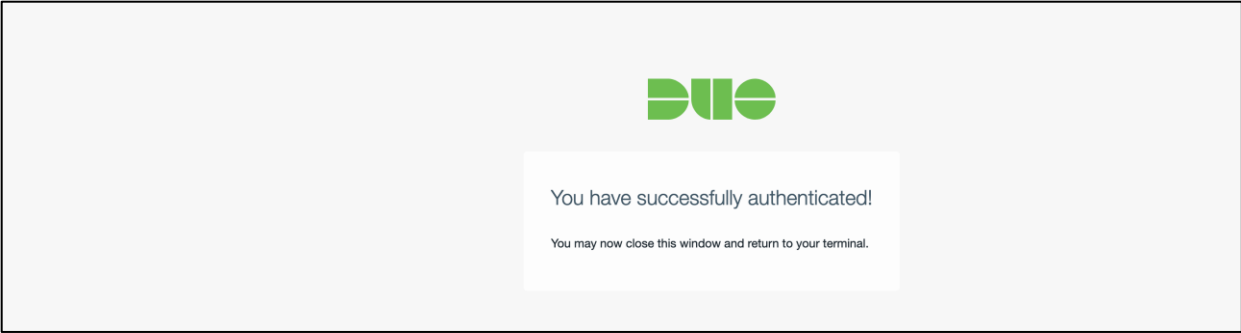 DUO
You have successfully authenticated!
You may now close this window and return to your terminal.